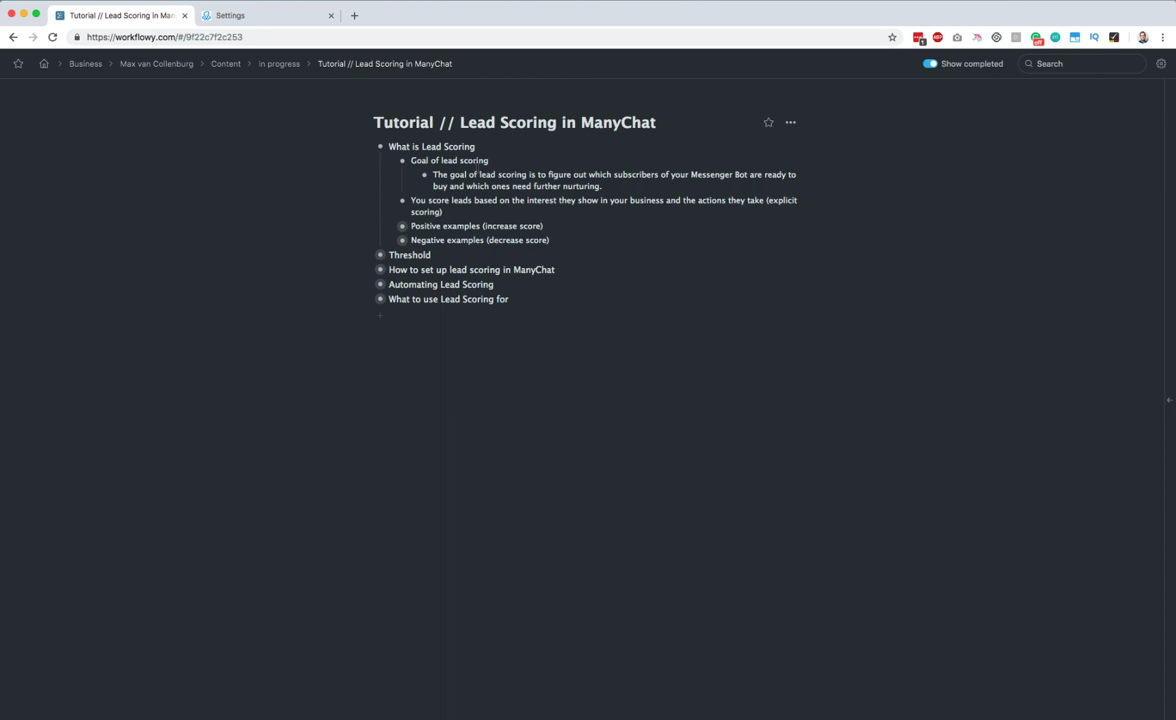 Tutorial // Lead Scoring in Man
Settings
https://workflowy.com/#/9f22c7f2c253
Business
Max van Collenburg
Content
In progress
Tutorial // Lead Scoring in ManyChat
Show completed
Search
Tutorial // Lead Scoring in ManyChat
What is Lead Scoring
Goal of lead scoring
The goal of lead scoring is to figure out which subscribers of your Messenger Bot are ready to
buy and which ones need further nurturing.
You score leads based on the interest they show in your business and the actions they take (explicit
scoring)
Positive examples (increase score)
Negative examples (decrease score)
Threshold
How to set up lead scoring in ManyChat
Automating Lead Scoring
What to use Lead Scoring for